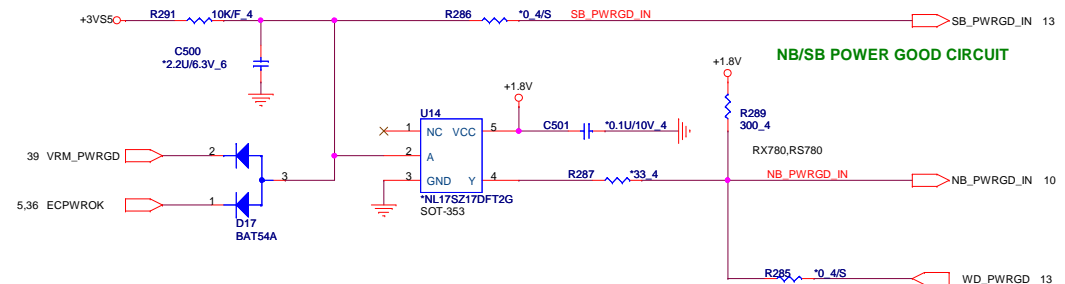 +3VS5
R291
10K/F_4
R286
*0_4/S
SB_PWRGD_IN
SB_PWRGD_IN 13
C500
*2.2U/6.3V_6
NB/SB POWER GOOD CIRCUIT
+1.8V
+1.8V
R289
300_4
U14
1 NC VCC 5
C501
*0.1U/10V_4
RX780,RS780
39 VRM_PWRGD
2
2 A
3
3 GND Y 4
R287
*33_4
NB_PWRGD_IN
NB_PWRGD_IN 10
*NL17SZ17DFT2G
SOT-353
5,36 ECPWROK
1
D17
BAT54A
R285
*0_4/S
WD_PWRGD 13